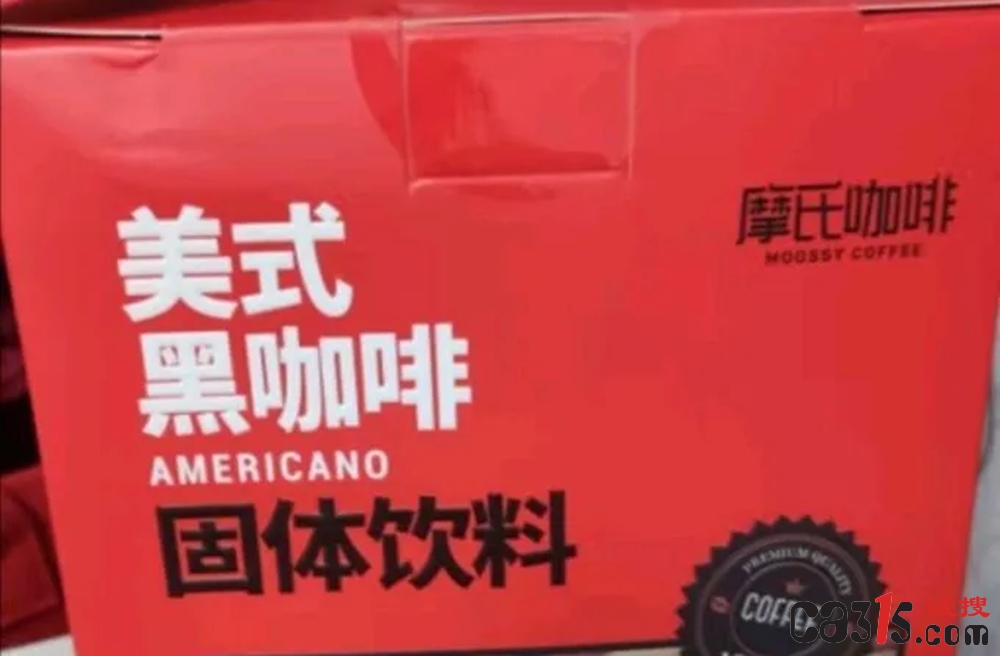 美式
黑咖啡
AMERICANO
固体饮料
摩氏咖啡
MOOSSY COFFEE
PREMIUM QUALITY
COFFEE
搜
ca315.com